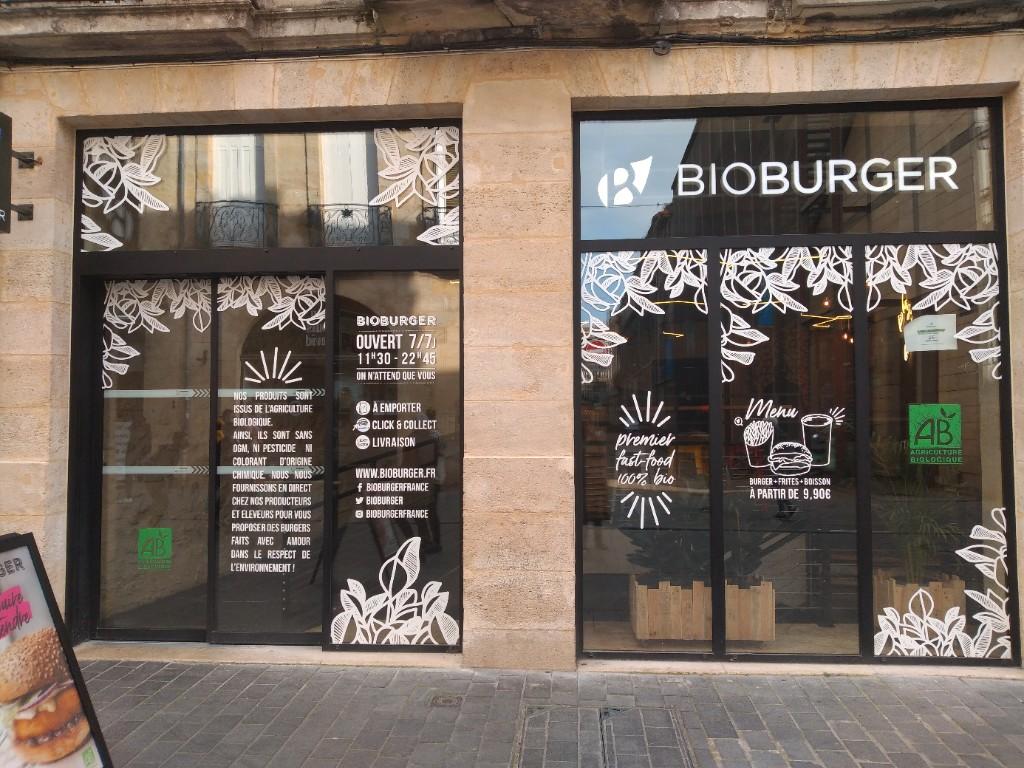 BIOBURGER
BIOBURGER
OUVERT 7/7J
11H30 - 22H45
ON N'ATTEND QUE VOUS
À EMPORTER
CLICK & COLLECT
LIVRAISON
WWW.BIOBURGER.FR
BIOBURGERFRANCE
BIOBURGER
BIOBURGERFRANCE
NOS PRODUITS SONT
ISSUS DE L'AGRICULTURE
BIOLOGIQUE.
AINSI, ILS SONT SANS
OGM, NI PESTICIDE NI
COLORANT D'ORIGINE
CHIMIQUE. NOUS NOUS
FOURNISSONS EN DIRECT
CHEZ NOS PRODUCTEURS
ET ELEVEURS POUR VOUS
PROPOSER DES BURGERS
FAITS AVEC AMOUR
DANS LE RESPECT DE
L'ENVIRONNEMENT !
AB
premier
fast-food
100% bio
Menu
BURGER + FRITES + BOISSON
À PARTIR DE 9,90€
AB
AGRICULTURE
BIOLOGIQUE